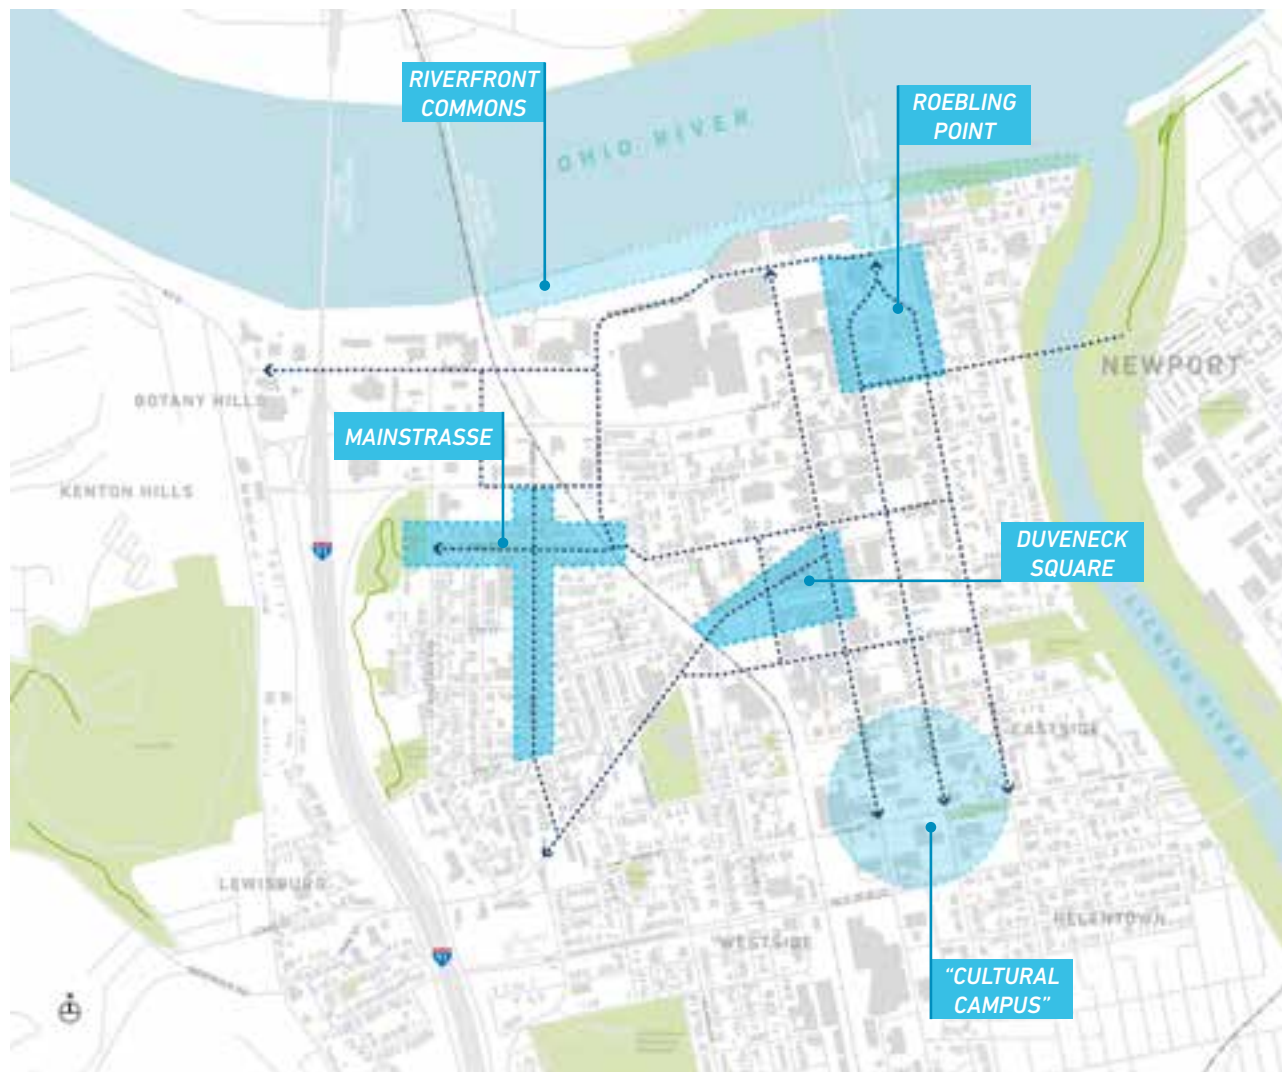 RIVERFRONT
COMMONS
ROEBLING
POINT
OHIO RIVER
NEWPORT
BOTANY HILLS
MAINSTRASSE
KENTON HILLS
DUVENECK
SQUARE
LICKING RIVER
EASTSIDE
LEWISBURG
HELENTOWN
WESTSIDE
“CULTURAL
CAMPUS”